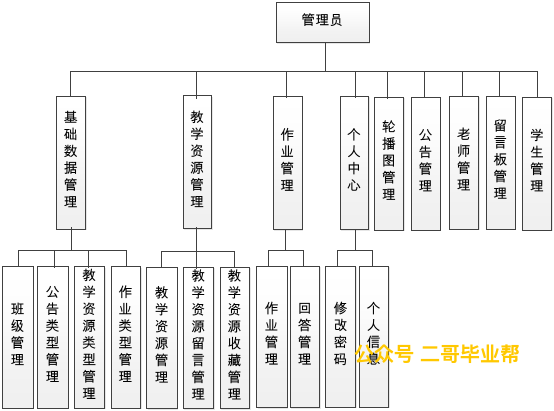 管理员
基础数据管理
教学资源管理
作业管理
个人中心
轮播图管理
公告管理
老师管理
留言板管理
学生管理
班级管理
公告类型管理
教学资源类型管理
作业类型管理
教学资源管理
教学资源留言管理
教学资源收藏管理
作业管理
回答管理
修改密码
个人信息
公众号 二哥毕业帮